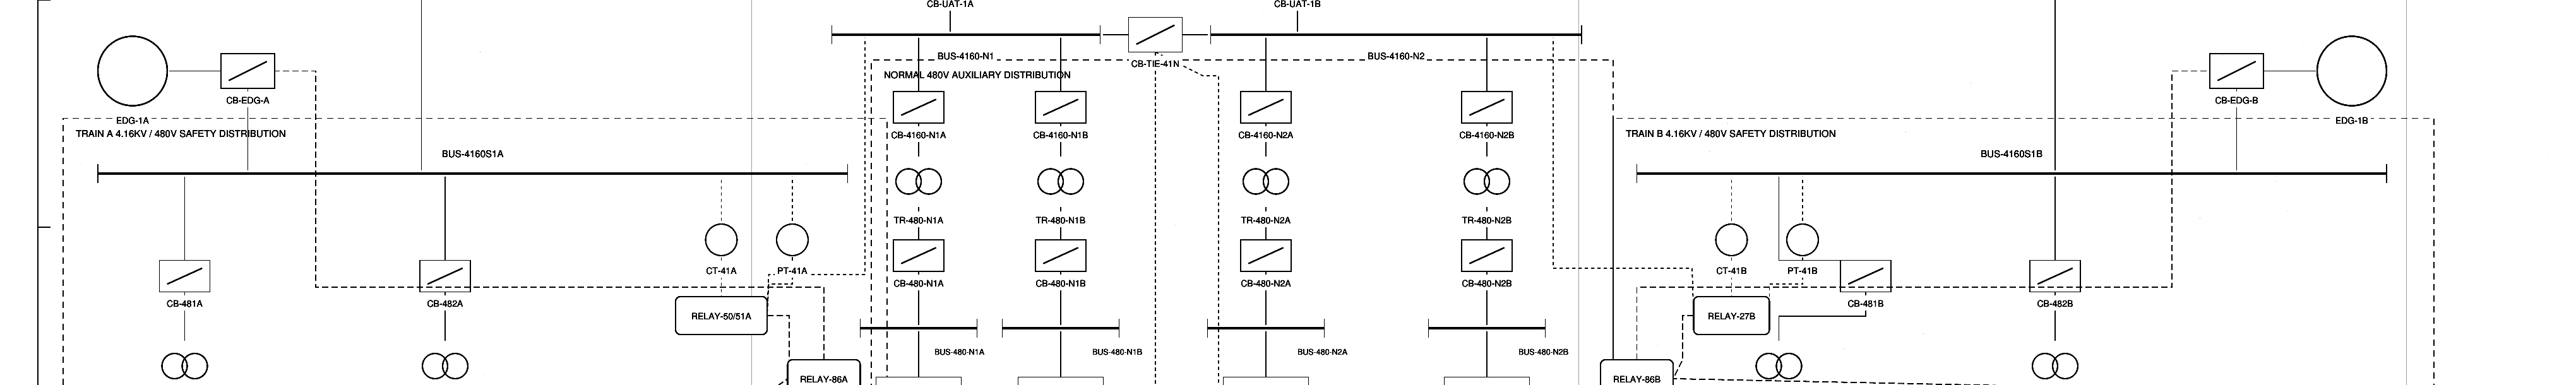 CB-UAT-1A
CB-UAT-1B
BUS-4160-N1
CB-TIE-41N
BUS-4160-N2
NORMAL 480V AUXILIARY DISTRIBUTION
CB-EDG-A
CB-EDG-B
EDG-1A
EDG-1B
TRAIN A 4.16KV / 480V SAFETY DISTRIBUTION
CB-4160-N1A
CB-4160-N1B
CB-4160-N2A
CB-4160-N2B
TRAIN B 4.16KV / 480V SAFETY DISTRIBUTION
BUS-4160S1A
BUS-4160S1B
TR-480-N1A
TR-480-N1B
TR-480-N2A
TR-480-N2B
CT-41A
PT-41A
CT-41B
PT-41B
CB-480-N1A
CB-480-N1B
CB-480-N2A
CB-480-N2B
CB-481A
CB-482A
CB-481B
CB-482B
RELAY-50/51A
RELAY-27B
BUS-480-N1A
BUS-480-N1B
BUS-480-N2A
BUS-480-N2B
RELAY-86A
RELAY-86B